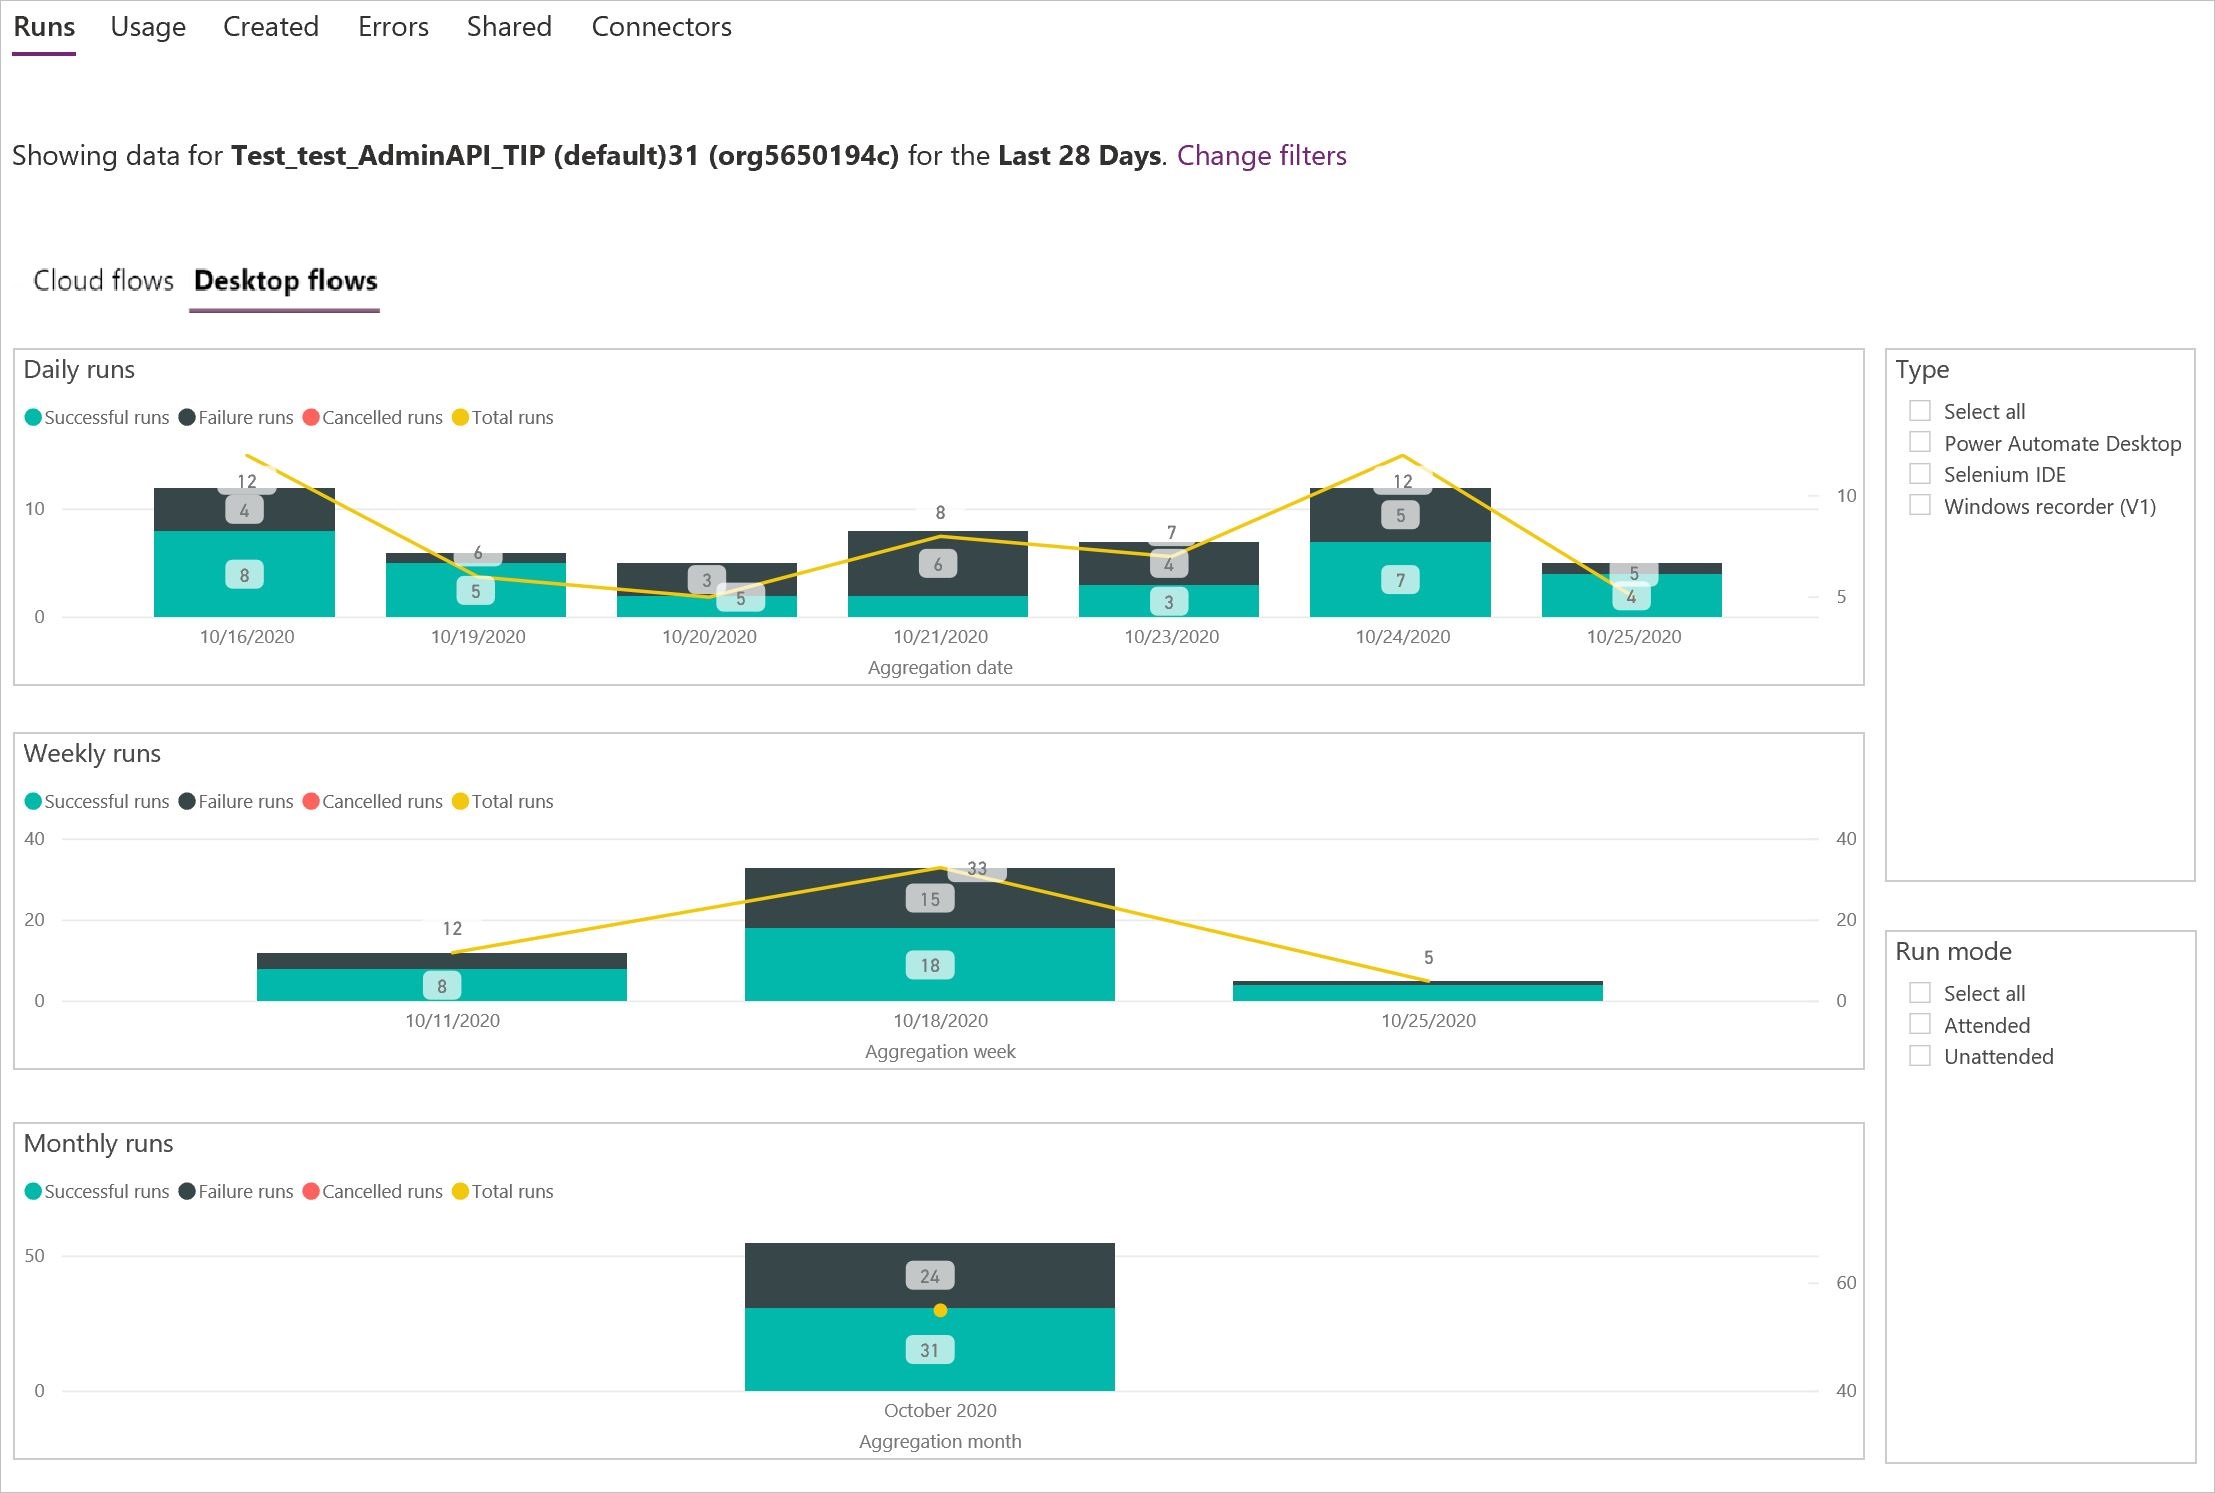 Runs Usage Created Errors Shared Connectors
Showing data for Test_test_AdminAPI_TIP (default)31 (org5650194c) for the Last 28 Days. Change filters
Cloud flows Desktop flows
Daily runs
Successful runs Failure runs Cancelled runs Total runs
12 12
10 4 6 8 7 5 10
8 5 3 5 6 4 3 7 5 4 5
0
10/16/2020 10/19/2020 10/20/2020 10/21/2020 10/23/2020 10/24/2020 10/25/2020
Aggregation date
Type
Select all
Power Automate Desktop
Selenium IDE
Windows recorder (V1)
Weekly runs
Successful runs Failure runs Cancelled runs Total runs
40 40
33
15
20 12 20
18 5
8
0 0
10/11/2020 10/18/2020 10/25/2020
Aggregation week
Run mode
Select all
Attended
Unattended
Monthly runs
Successful runs Failure runs Cancelled runs Total runs
50
24 60
31
0 40
October 2020
Aggregation month